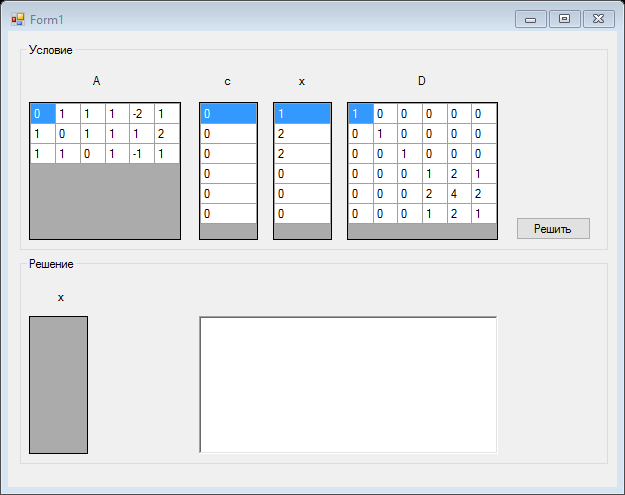 Form1
Условие
A c x D
0 1 1 1 -2 1 0 1 1 0 0 0 0 0
1 0 1 1 1 2 0 2 0 1 0 0 0 0
1 1 0 1 -1 1 0 2 0 0 1 0 0 0
0 0 0 0 0 1 2 1
0 0 0 0 0 2 4 2
0 0 0 0 0 1 2 1
Решить
Решение
x